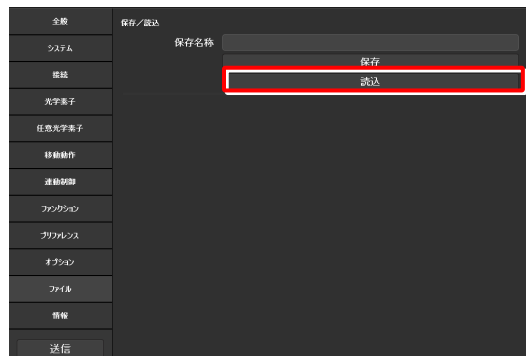 全般
システム
接続
光学素子
任意光学素子
移動動作
連動制御
ファンクション
プリファレンス
オプション
ファイル
情報
送信
保存／読込
保存名称
保存
読込